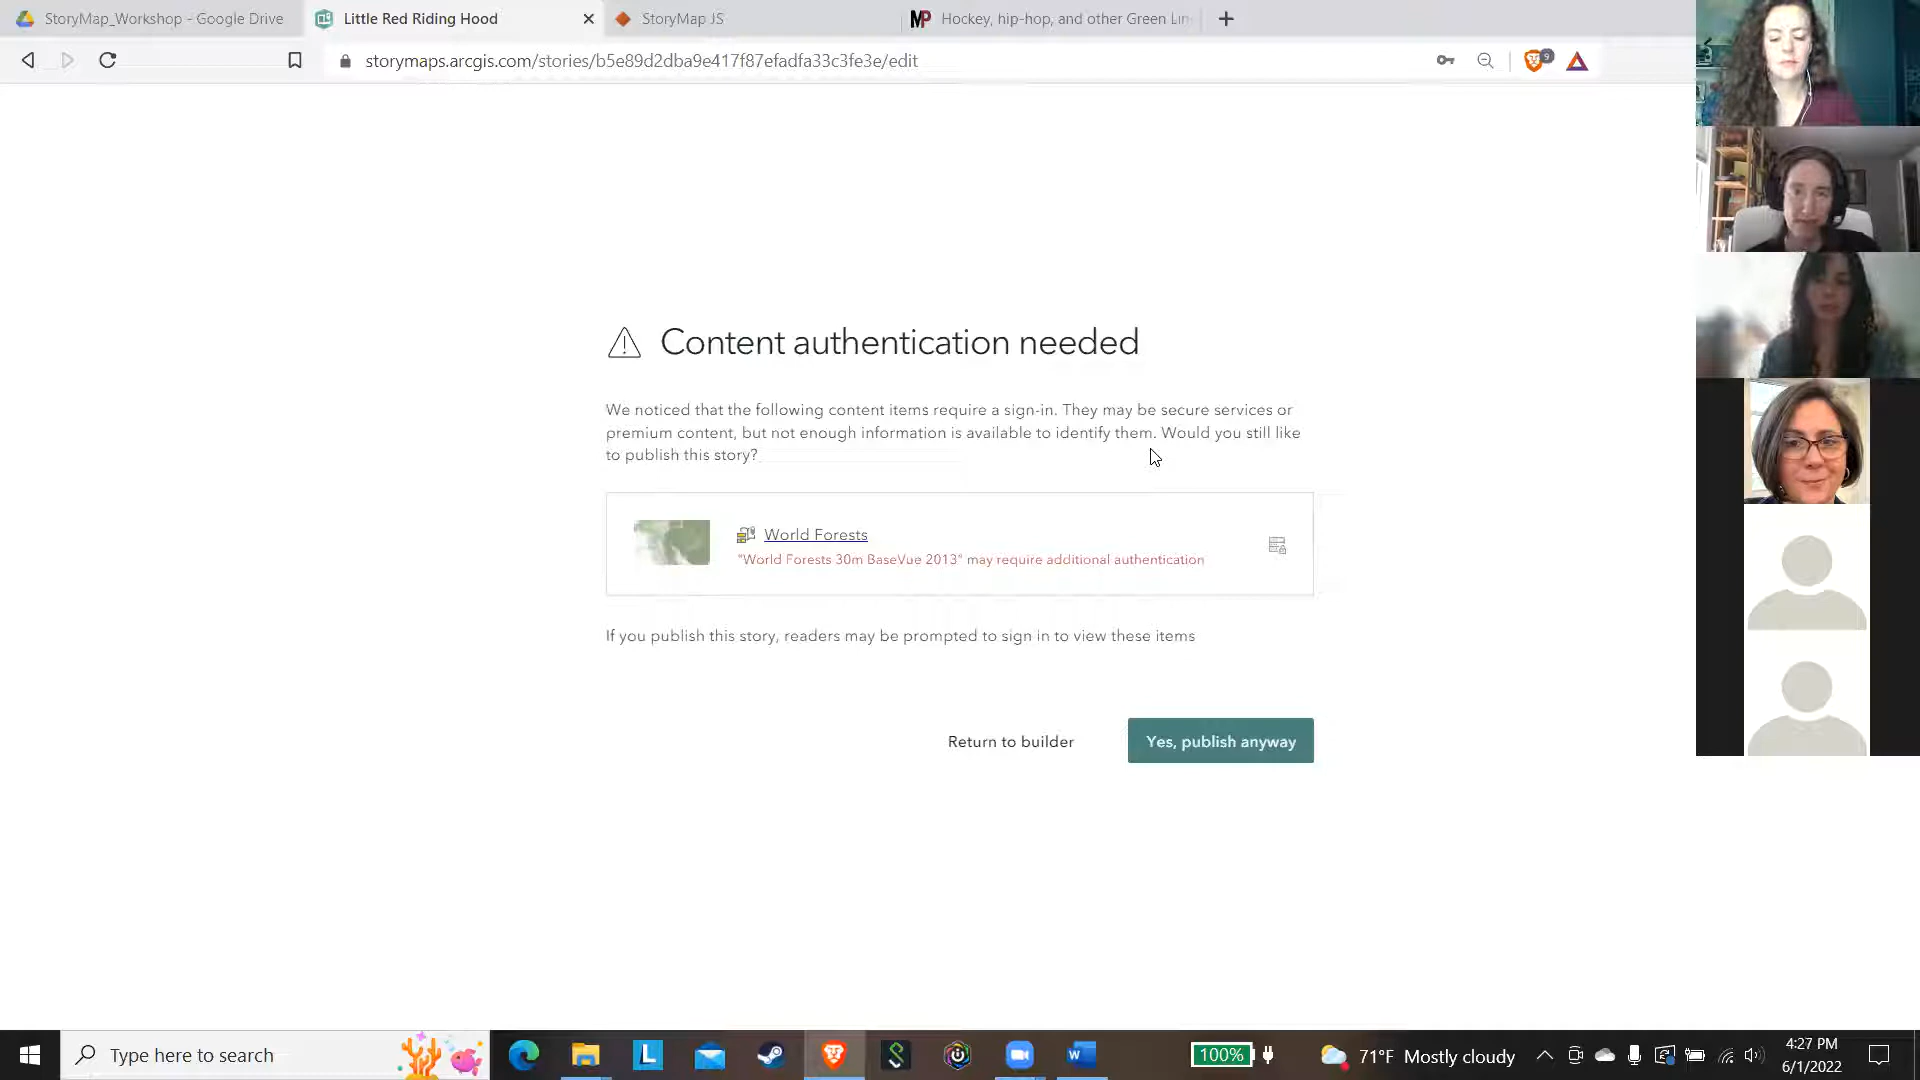 StoryMap_Workshop - Google Drive
Little Red Riding Hood
StoryMap JS
MP Hockey, hip-hop, and other Green Lin
storymaps.arcgis.com/stories/b5e89d2dba9e417f87efadfa33c3fe3e/edit
9
Content authentication needed
We noticed that the following content items require a sign-in. They may be secure services or
premium content, but not enough information is available to identify them. Would you still like
to publish this story?
World Forests
"World Forests 30m BaseVue 2013" may require additional authentication
If you publish this story, readers may be prompted to sign in to view these items
Return to builder
Yes, publish anyway
Type here to search
L
W
100%
71°F Mostly cloudy
4:27 PM
6/1/2022